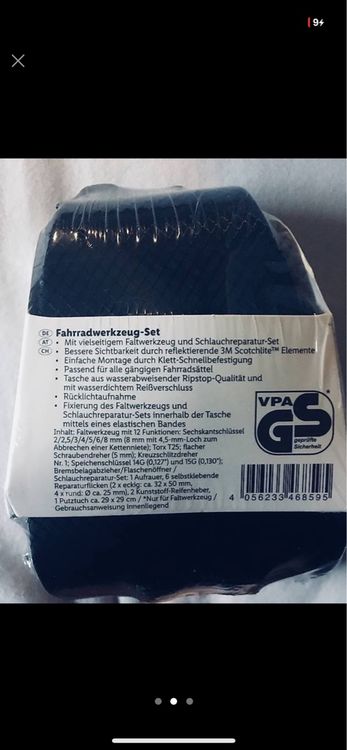 9
DE Fahrradwerkzeug-Set
AT • Mit vielseitigem Faltwerkzeug und Schlauchreparatur-Set
CH • Bessere Sichtbarkeit durch reflektierende 3M Scotchlite™ Elemente
• Einfache Montage durch Klett-Schnellbefestigung
• Passend für alle gängigen Fahrradsättel
• Tasche aus wasserabweisender Ripstop-Qualität und
mit wasserdichtem Reißverschluss
• Rücklichtaufnahme
• Fixierung des Faltwerkzeugs und
Schlauchreparatur-Sets innerhalb der Tasche
mittels eines elastischen Bandes
Inhalt: Faltwerkzeug mit 12 Funktionen: Sechskantschlüssel
2/2,5/3/4/5/6/8 mm (8 mm mit 4,5-mm-Loch zum
Abbrechen einer Kettenniete); Torx T25; flacher
Schraubendreher (5 mm); Kreuzschlitzdreher
Nr. 1; Speichenschlüssel 14G (0,127") und 15G (0,130");
Bremsbelagabzieher/Flaschenöffner /
Schlauchreparatur-Set: 1 Aufrauer, 6 selbstklebende
Reparaturflicken (2 x eckig: ca. 32 x 50 mm,
4 x rund: Ø ca. 25 mm), 2 Kunststoff-Reifenheber,
1 Putztuch ca. 29 x 29 cm / *Nur für Faltwerkzeug /
Gebrauchsanweisung innenliegend
VPA
GS
geprüfte
Sicherheit
4 056233 468595